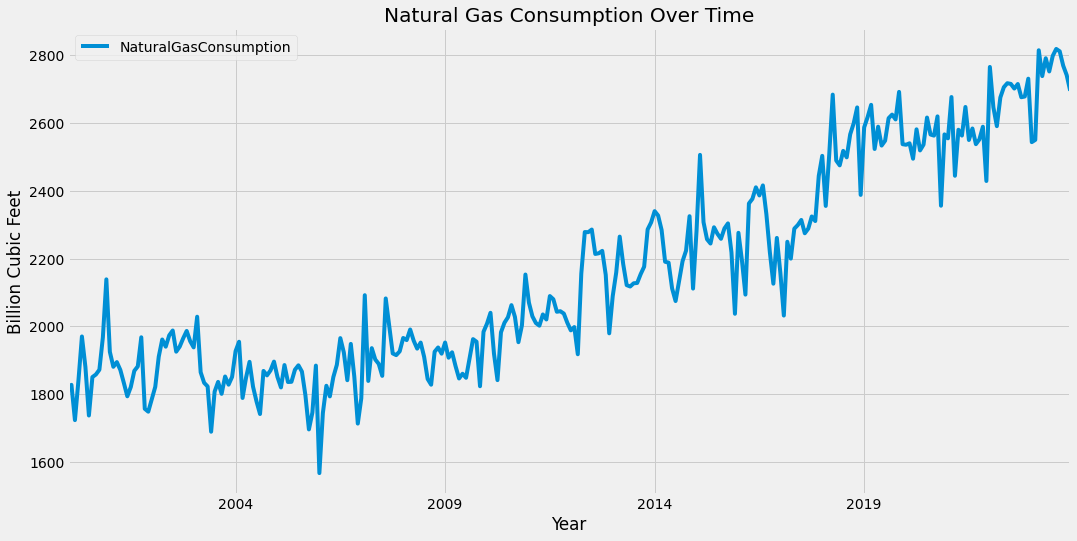 Natural Gas Consumption Over Time
NaturalGasConsumption
Billion Cubic Feet
2800
2600
2400
2200
2000
1800
1600
2004 2009 2014 2019
Year